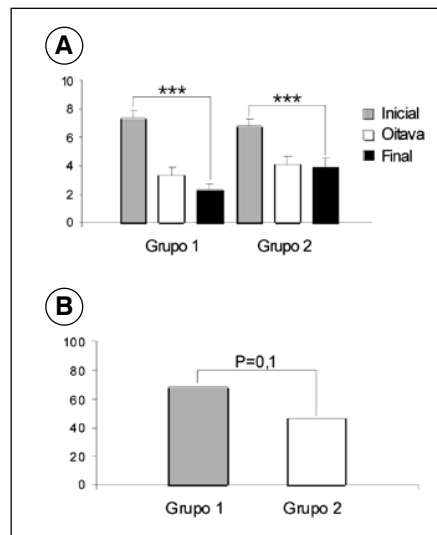 A
10
8
6
4
2
0
*** ***
Inicial
Oitava
Final
Grupo 1 Grupo 2
B
100
80
60
40
20
0
P=0,1
Grupo 1 Grupo 2